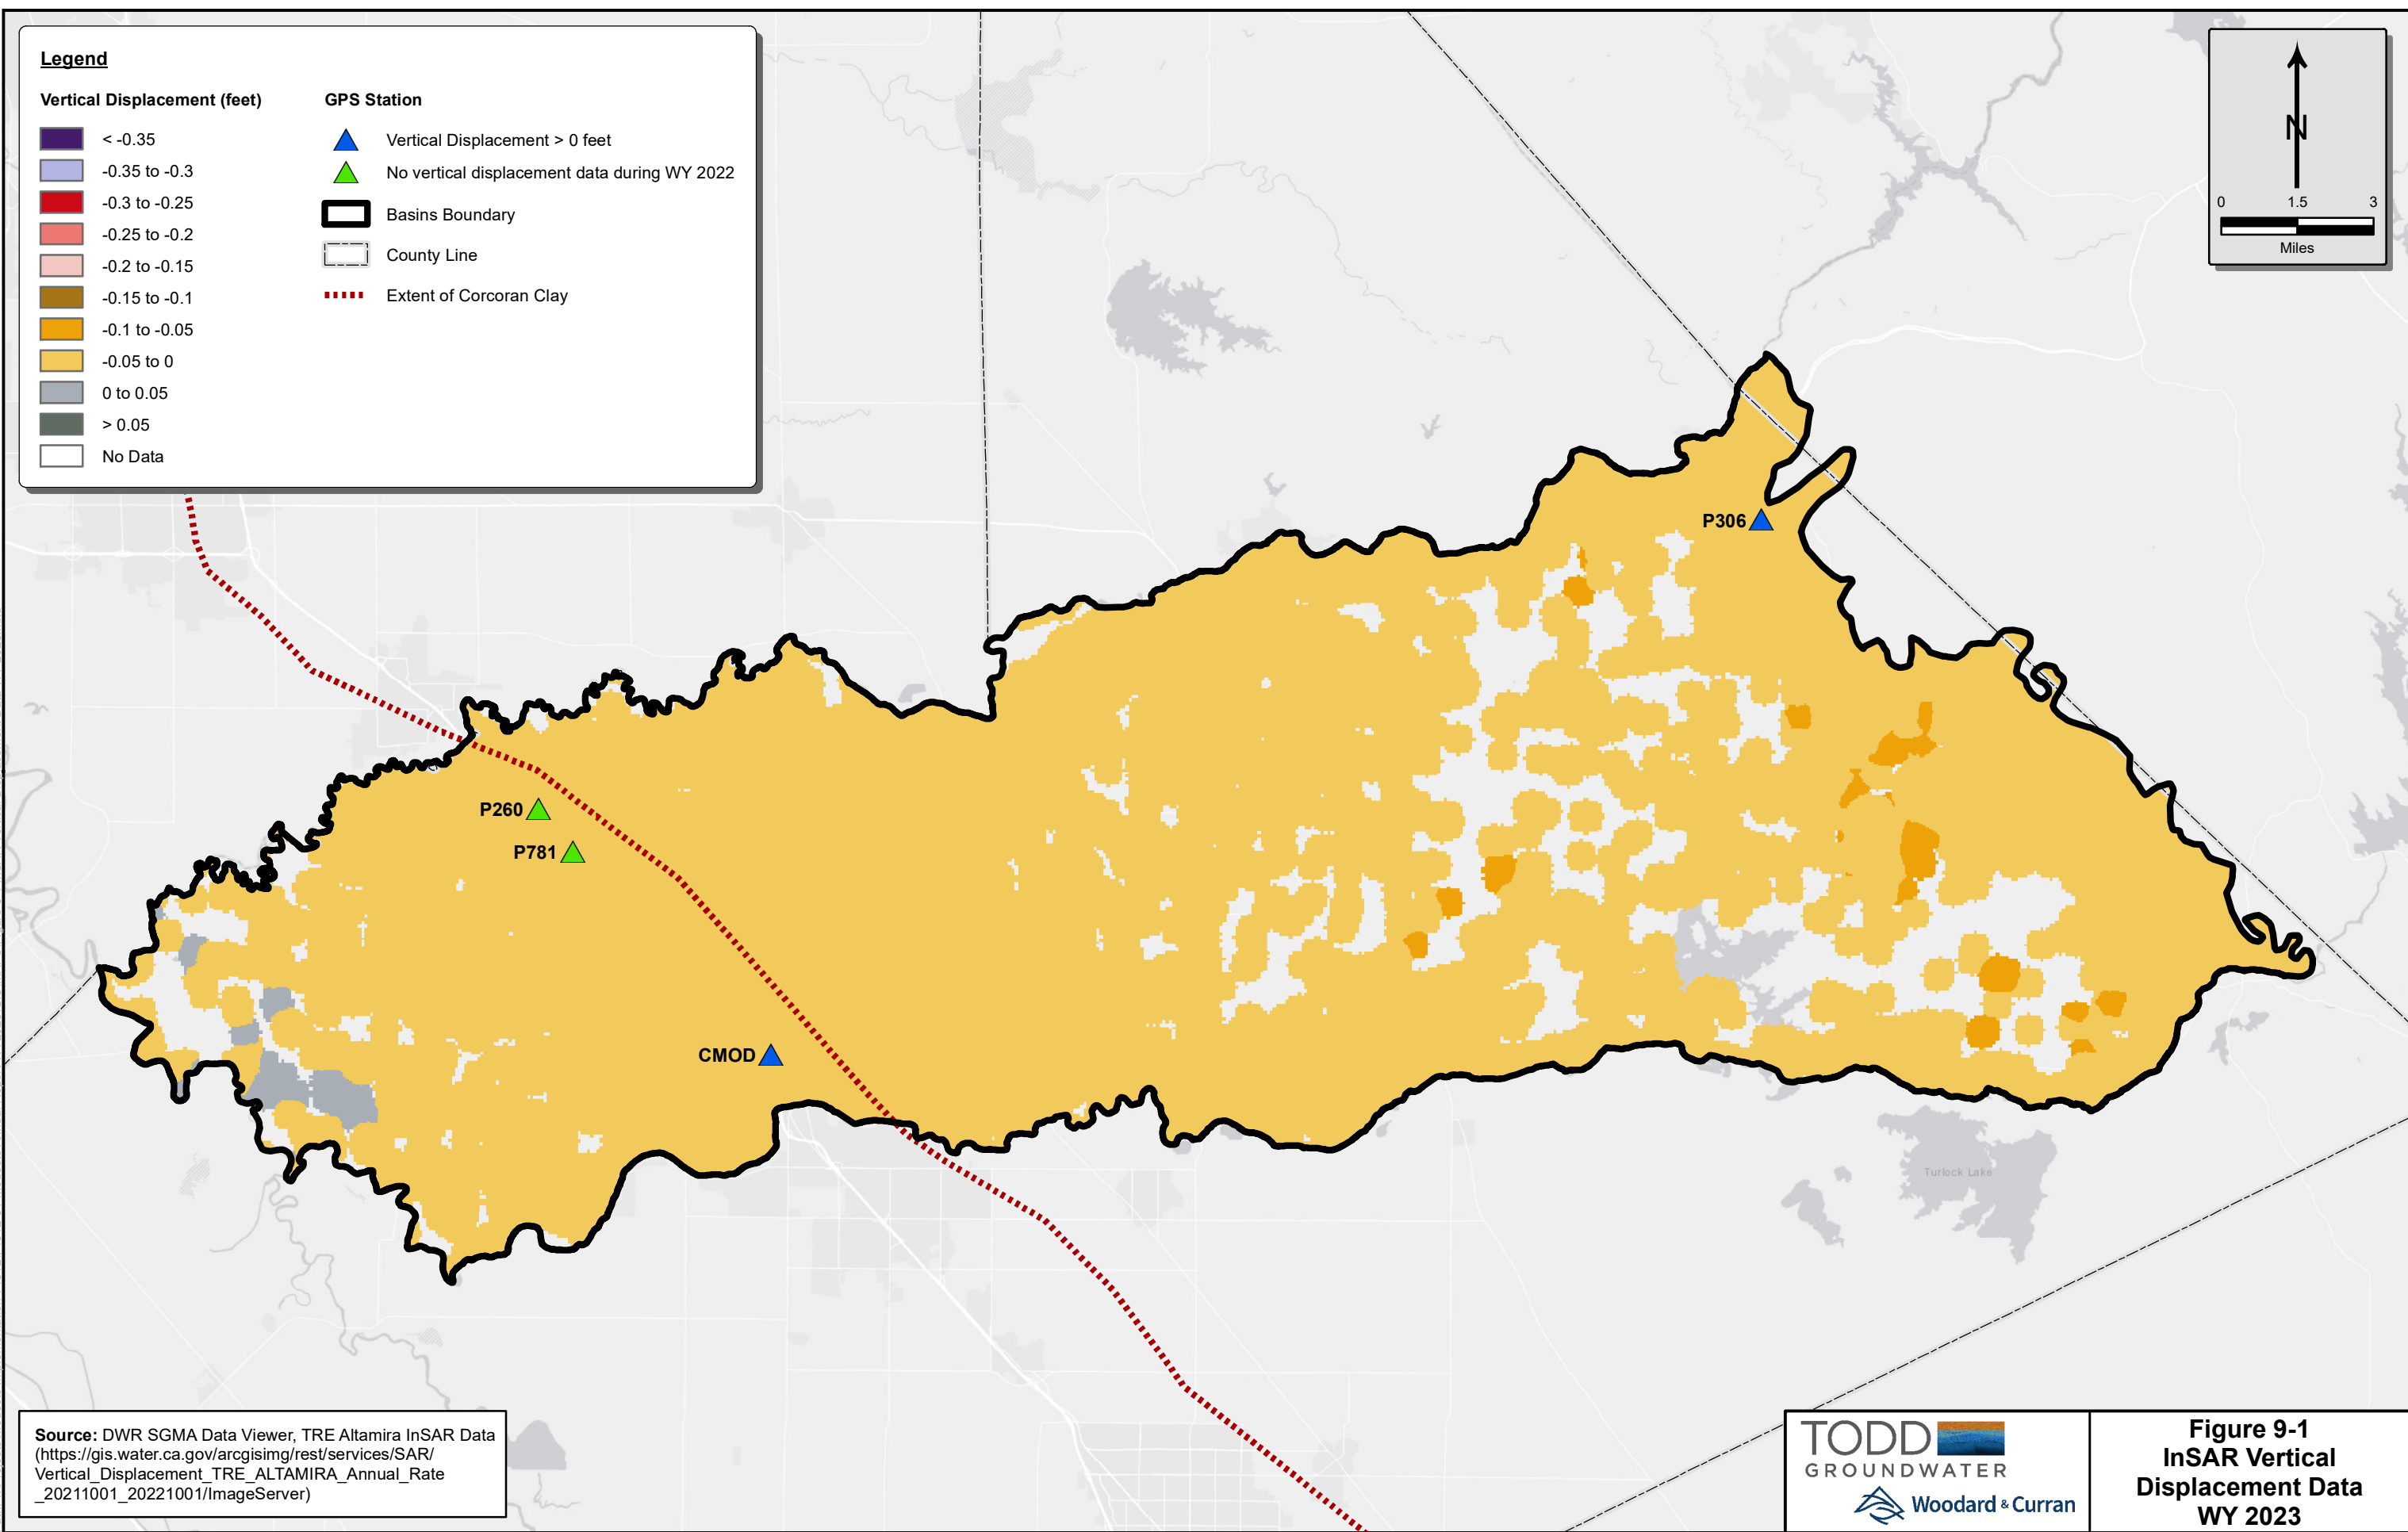 Legend
Vertical Displacement (feet)
< -0.35
-0.35 to -0.3
-0.3 to -0.25
-0.25 to -0.2
-0.2 to -0.15
-0.15 to -0.1
-0.1 to -0.05
-0.05 to 0
0 to 0.05
> 0.05
No Data
GPS Station
Vertical Displacement > 0 feet
No vertical displacement data during WY 2022
Basins Boundary
County Line
Extent of Corcoran Clay
N
0 1.5 3
Miles
P306
P260
P781
CMOD
Turlock Lake
Source: DWR SGMA Data Viewer, TRE Altamira InSAR Data
(https://gis.water.ca.gov/arcgisimg/rest/services/SAR/
Vertical_Displacement_TRE_ALTAMIRA_Annual_Rate
_20211001_20221001/ImageServer)
TODD
GROUNDWATER
Woodard & Curran
Figure 9-1
InSAR Vertical
Displacement Data
WY 2023